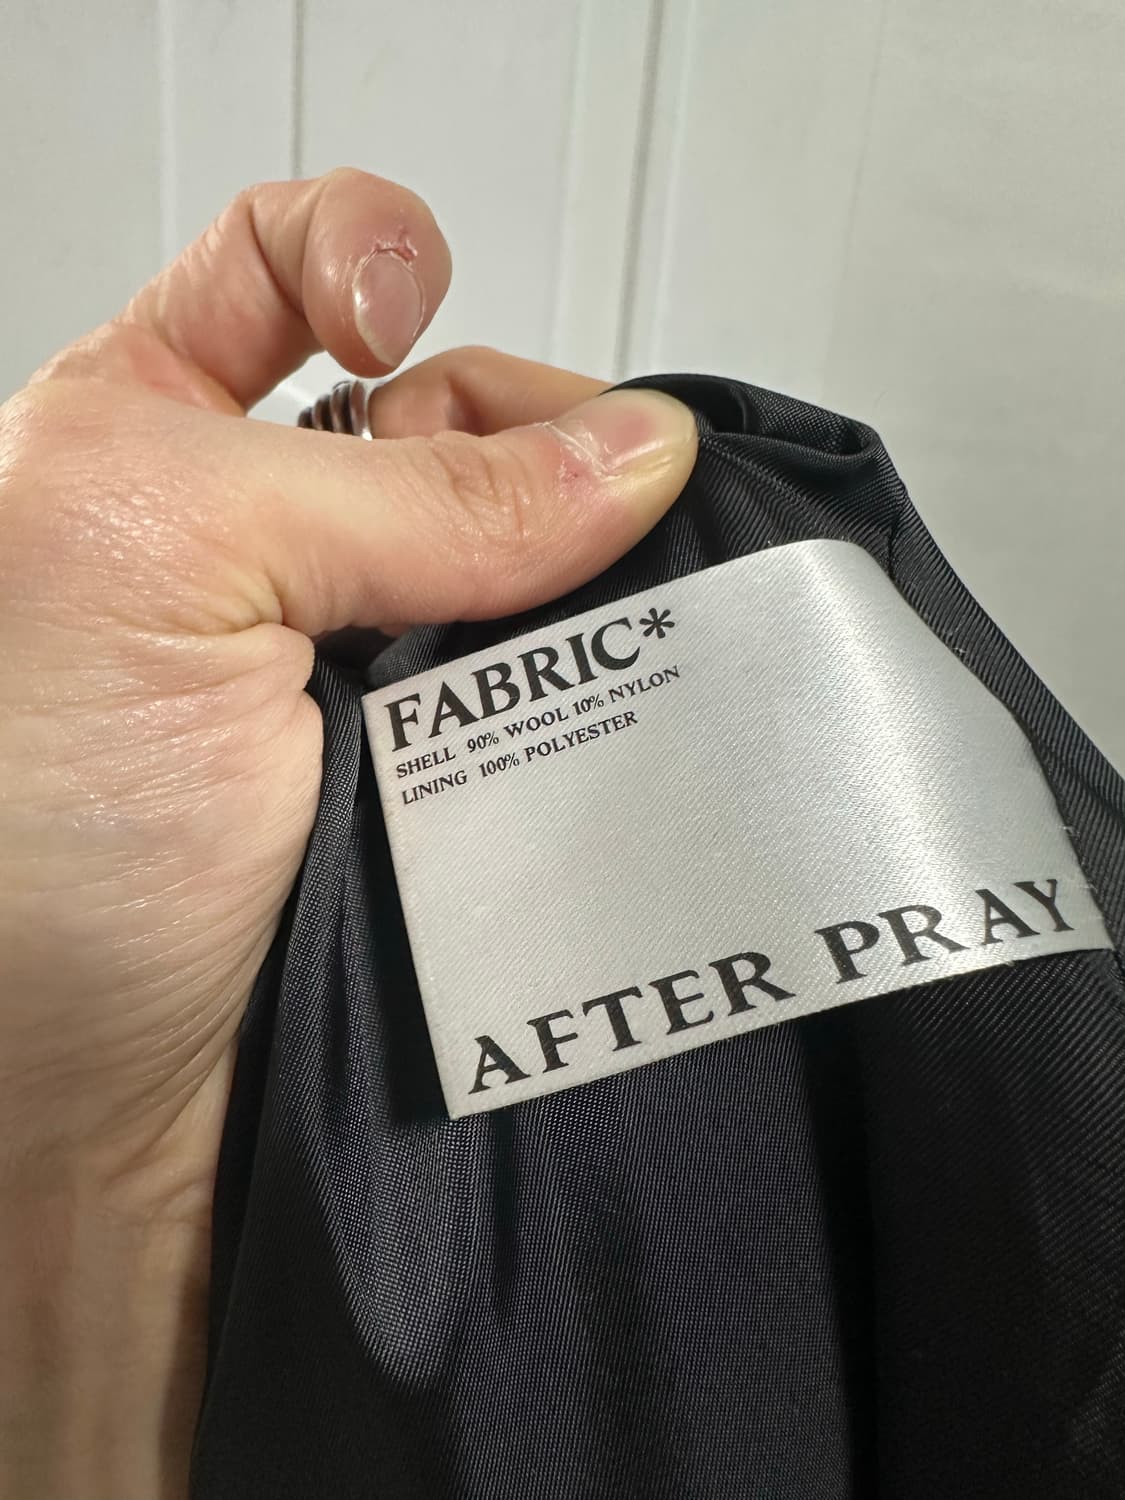 FABRIC*
SHELL 90% WOOL 10% NYLON
LINING 100% POLYESTER
AFTER PRAY